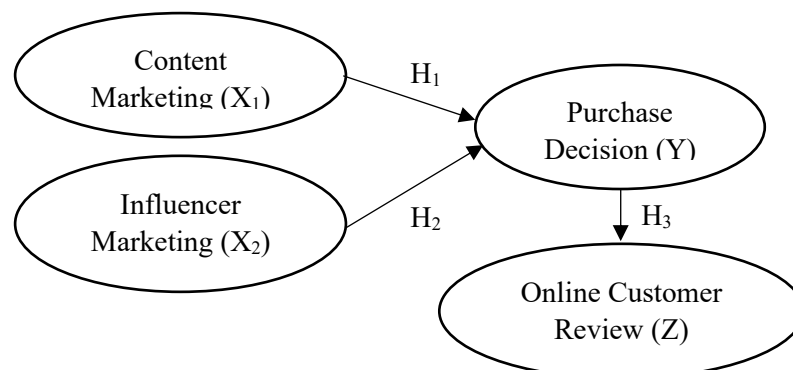 Content
Marketing (X₁)
H₁
Purchase
Decision (Y)
Influencer
Marketing (X₂)
H₂
H₃
Online Customer
Review (Z)